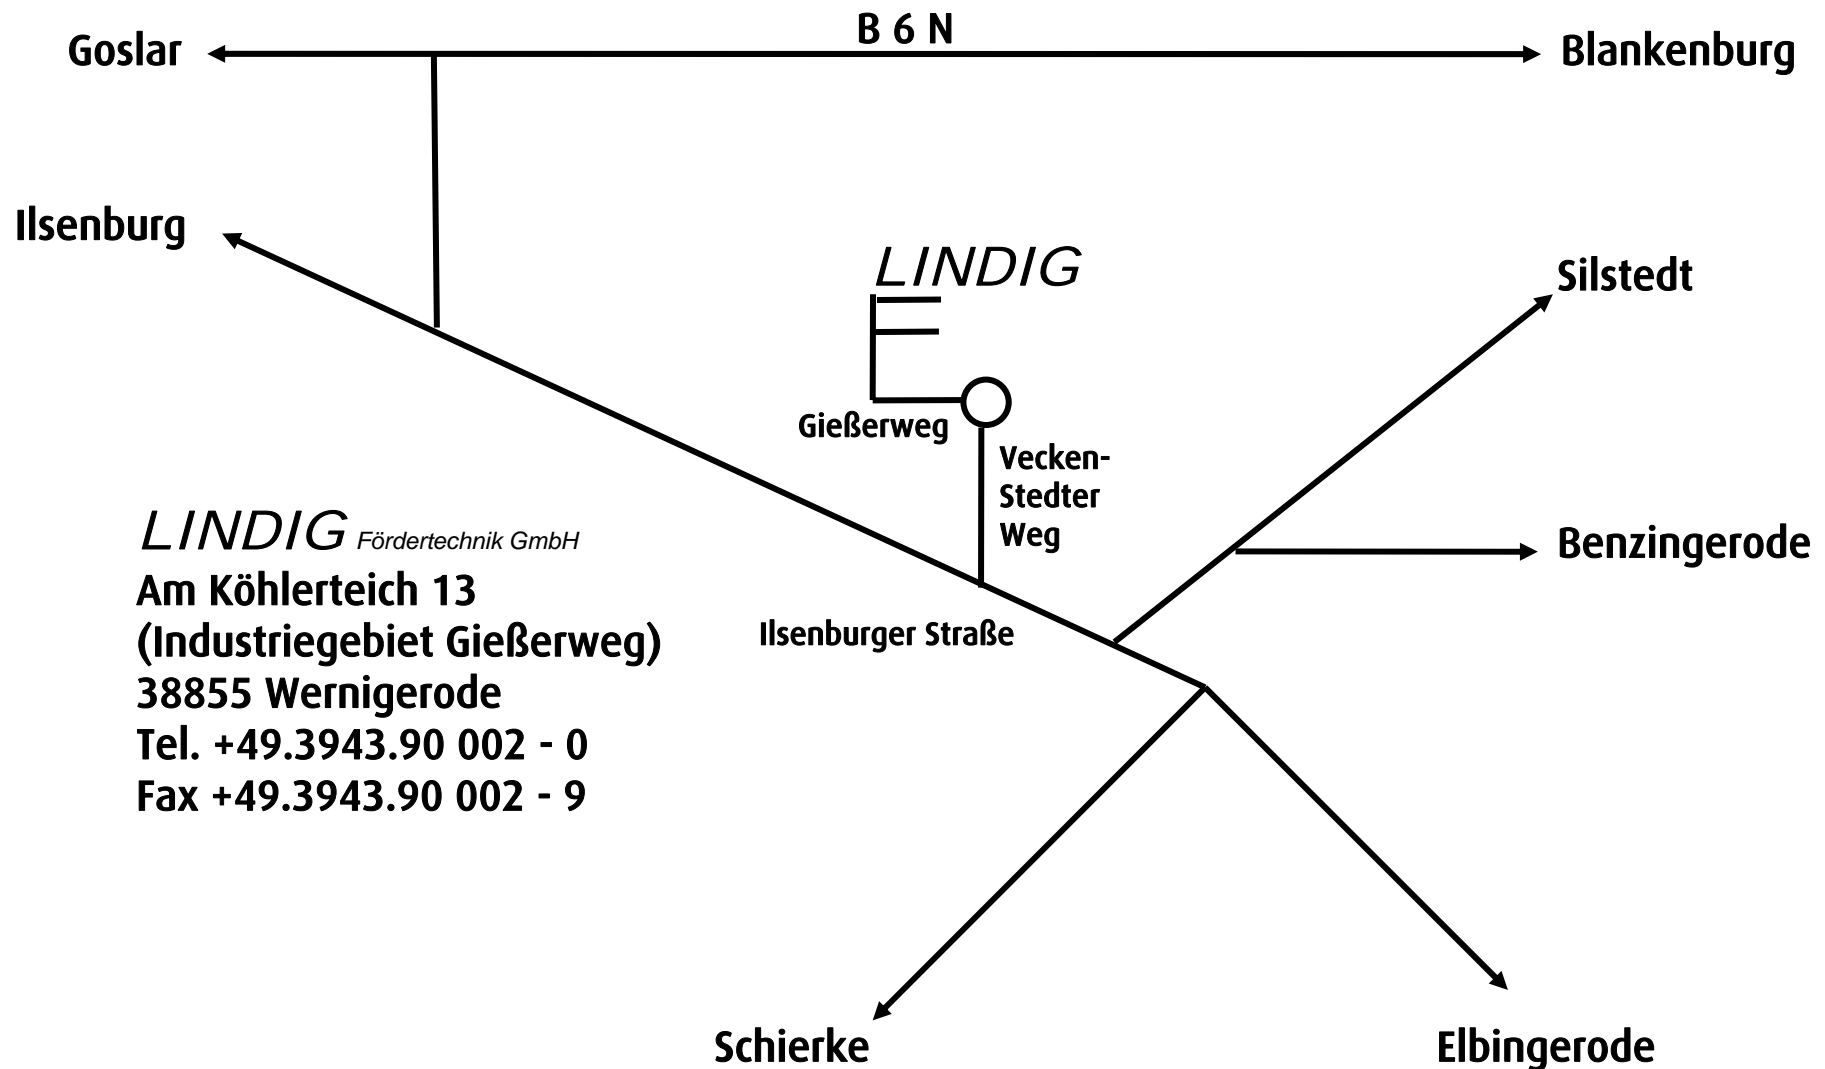 B 6 N
Goslar
Blankenburg
Ilsenburg
LINDIG
Silstedt
Gießerweg
Vecken-
Stedter
Weg
LINDIG Fördertechnik GmbH
Am Köhlerteich 13
(Industriegebiet Gießerweg)
38855 Wernigerode
Tel. +49.3943.90 002 - 0
Fax +49.3943.90 002 - 9
Benzingerode
Ilsenburger Straße
Schierke
Elbingerode